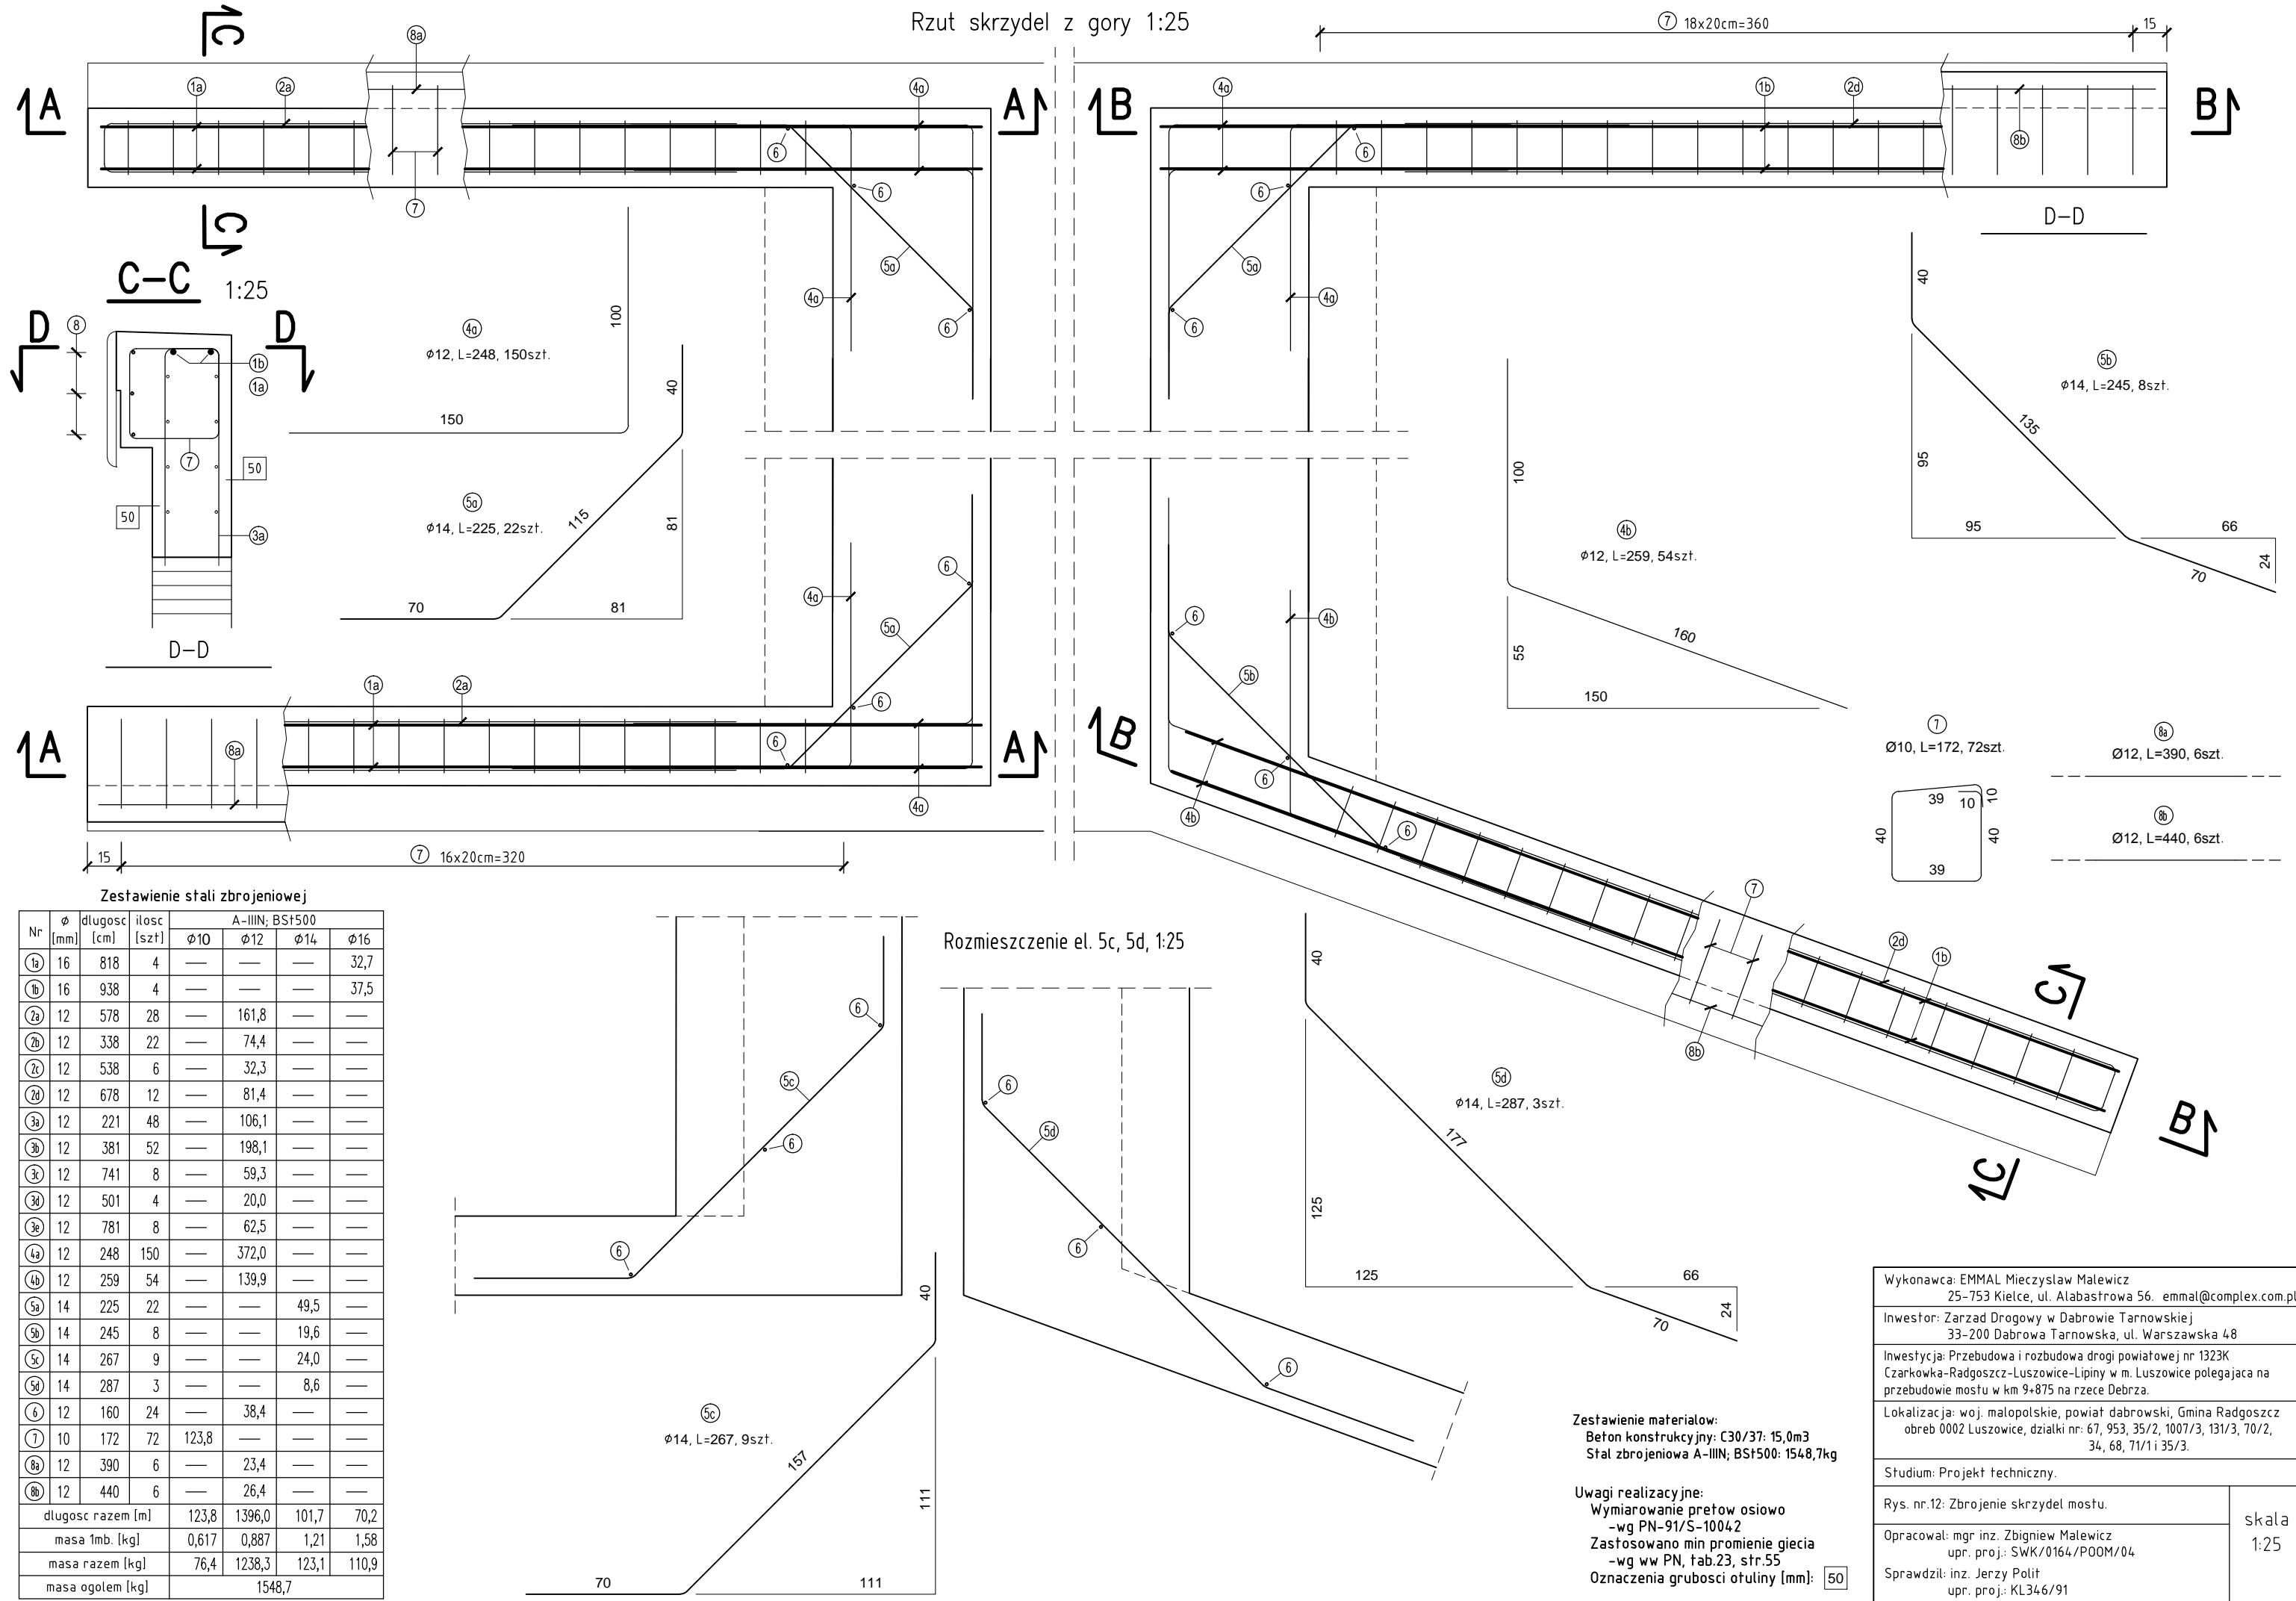 Rzut skrzydel z gory 1:25
7 18x20cm=360
15
C
8a
1a
2a
4a
A
A
B
4a
1b
2d
B
8b
6
6
7
6
6
C
5a
5a
D-D
C-C 1:25
4a
4a
6
6
D
8
D
1b
1a
7
50
50
3a
D-D
4a
Φ12, L=248, 150szt.
100
150
5a
Φ14, L=225, 22szt.
40
115
81
70
81
40
5b
Φ14, L=245, 8szt.
135
95
95
66
24
70
100
4b
Φ12, L=259, 54szt.
160
55
150
6
4a
5a
6
6
6
4b
5b
6
4b
6
1a
2a
A
8a
A
4a
B
7
Ø10, L=172, 72szt.
39
10
10
40
40
39
8a
Ø12, L=390, 6szt.
8b
Ø12, L=440, 6szt.
15
7 16x20cm=320
7
2d
1b
8b
C
C
B
Zestawienie stali zbrojeniowej
Nr Φ [mm] dlugosc [cm] ilosc [szt] A-IIIN; BSt500
Φ10 Φ12 Φ14 Φ16
1a 16 818 4 — — — 32,7
1b 16 938 4 — — — 37,5
2a 12 578 28 — 161,8 — —
2b 12 338 22 — 74,4 — —
2c 12 538 6 — 32,3 — —
2d 12 678 12 — 81,4 — —
3a 12 221 48 — 106,1 — —
3b 12 381 52 — 198,1 — —
3c 12 741 8 — 59,3 — —
3d 12 501 4 — 20,0 — —
3e 12 781 8 — 62,5 — —
4a 12 248 150 — 372,0 — —
4b 12 259 54 — 139,9 — —
5a 14 225 22 — — 49,5 —
5b 14 245 8 — — 19,6 —
5c 14 267 9 — — 24,0 —
5d 14 287 3 — — 8,6 —
6 12 160 24 — 38,4 — —
7 10 172 72 123,8 — — —
8a 12 390 6 — 23,4 — —
8b 12 440 6 — 26,4 — —
dlugosc razem [m] 123,8 1396,0 101,7 70,2
masa 1mb. [kg] 0,617 0,887 1,21 1,58
masa razem [kg] 76,4 1238,3 123,1 110,9
masa ogolem [kg] 1548,7
Rozmieszczenie el. 5c, 5d, 1:25
6
5c
6
6
6
5d
6
6
40
5d
Φ14, L=287, 3szt.
177
125
125
66
24
70
40
5c
Φ14, L=267, 9szt.
157
111
70
111
Zestawienie materialow:
Beton konstrukcyjny: C30/37: 15,0m3
Stal zbrojeniowa A-IIIN; BSt500: 1548,7kg
Uwagi realizacyjne:
Wymiarowanie pretow osiowo
-wg PN-91/S-10042
Zastosowano min promienie giecia
-wg ww PN, tab.23, str.55
Oznaczenia grubosci otuliny [mm]: 50
Wykonawca: EMMAL Mieczyslaw Malewicz
25-753 Kielce, ul. Alabastrowa 56. emmal@complex.com.pl
Inwestor: Zarzad Drogowy w Dabrowie Tarnowskiej
33-200 Dabrowa Tarnowska, ul. Warszawska 48
Inwestycja: Przebudowa i rozbudowa drogi powiatowej nr 1323K
Czarkowka-Radgoszcz-Luszowice-Lipiny w m. Luszowice polegajaca na
przebudowie mostu w km 9+875 na rzece Debrza.
Lokalizacja: woj. malopolskie, powiat dabrowski, Gmina Radgoszcz
obreb 0002 Luszowice, dzialki nr: 67, 953, 35/2, 1007/3, 131/3, 70/2,
34, 68, 71/1 i 35/3.
Studium: Projekt techniczny.
Rys. nr.12: Zbrojenie skrzydel mostu.
skala
1:25
Opracowal: mgr inz. Zbigniew Malewicz
upr. proj.: SWK/0164/POOM/04
Sprawdzil: inz. Jerzy Polit
upr. proj.: KL346/91